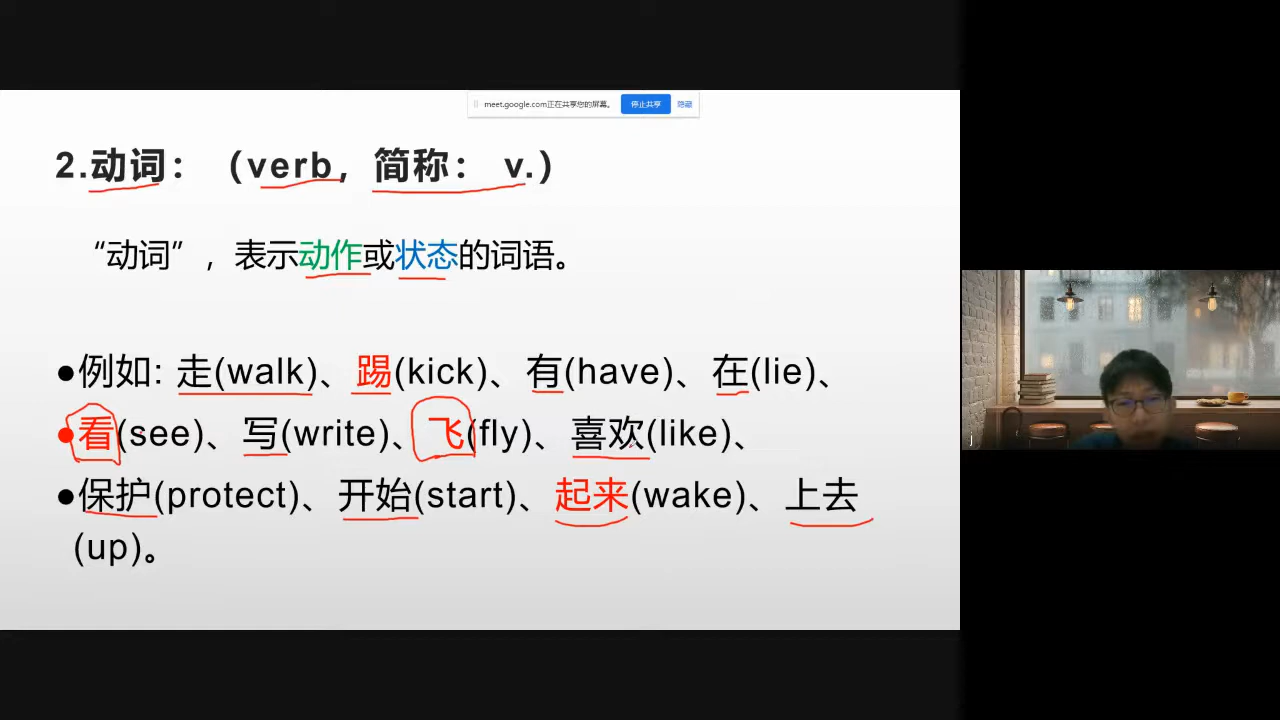 meet.google.com正在共享您的屏幕。 停止共享 隐藏
2.动词：（verb，简称： v.）
“动词”，表示动作或状态的词语。
●例如: 走(walk)、踢(kick)、有(have)、在(lie)、
●看(see)、写(write)、飞(fly)、喜欢(like)、
●保护(protect)、开始(start)、起来(wake)、上去
(up)。
j